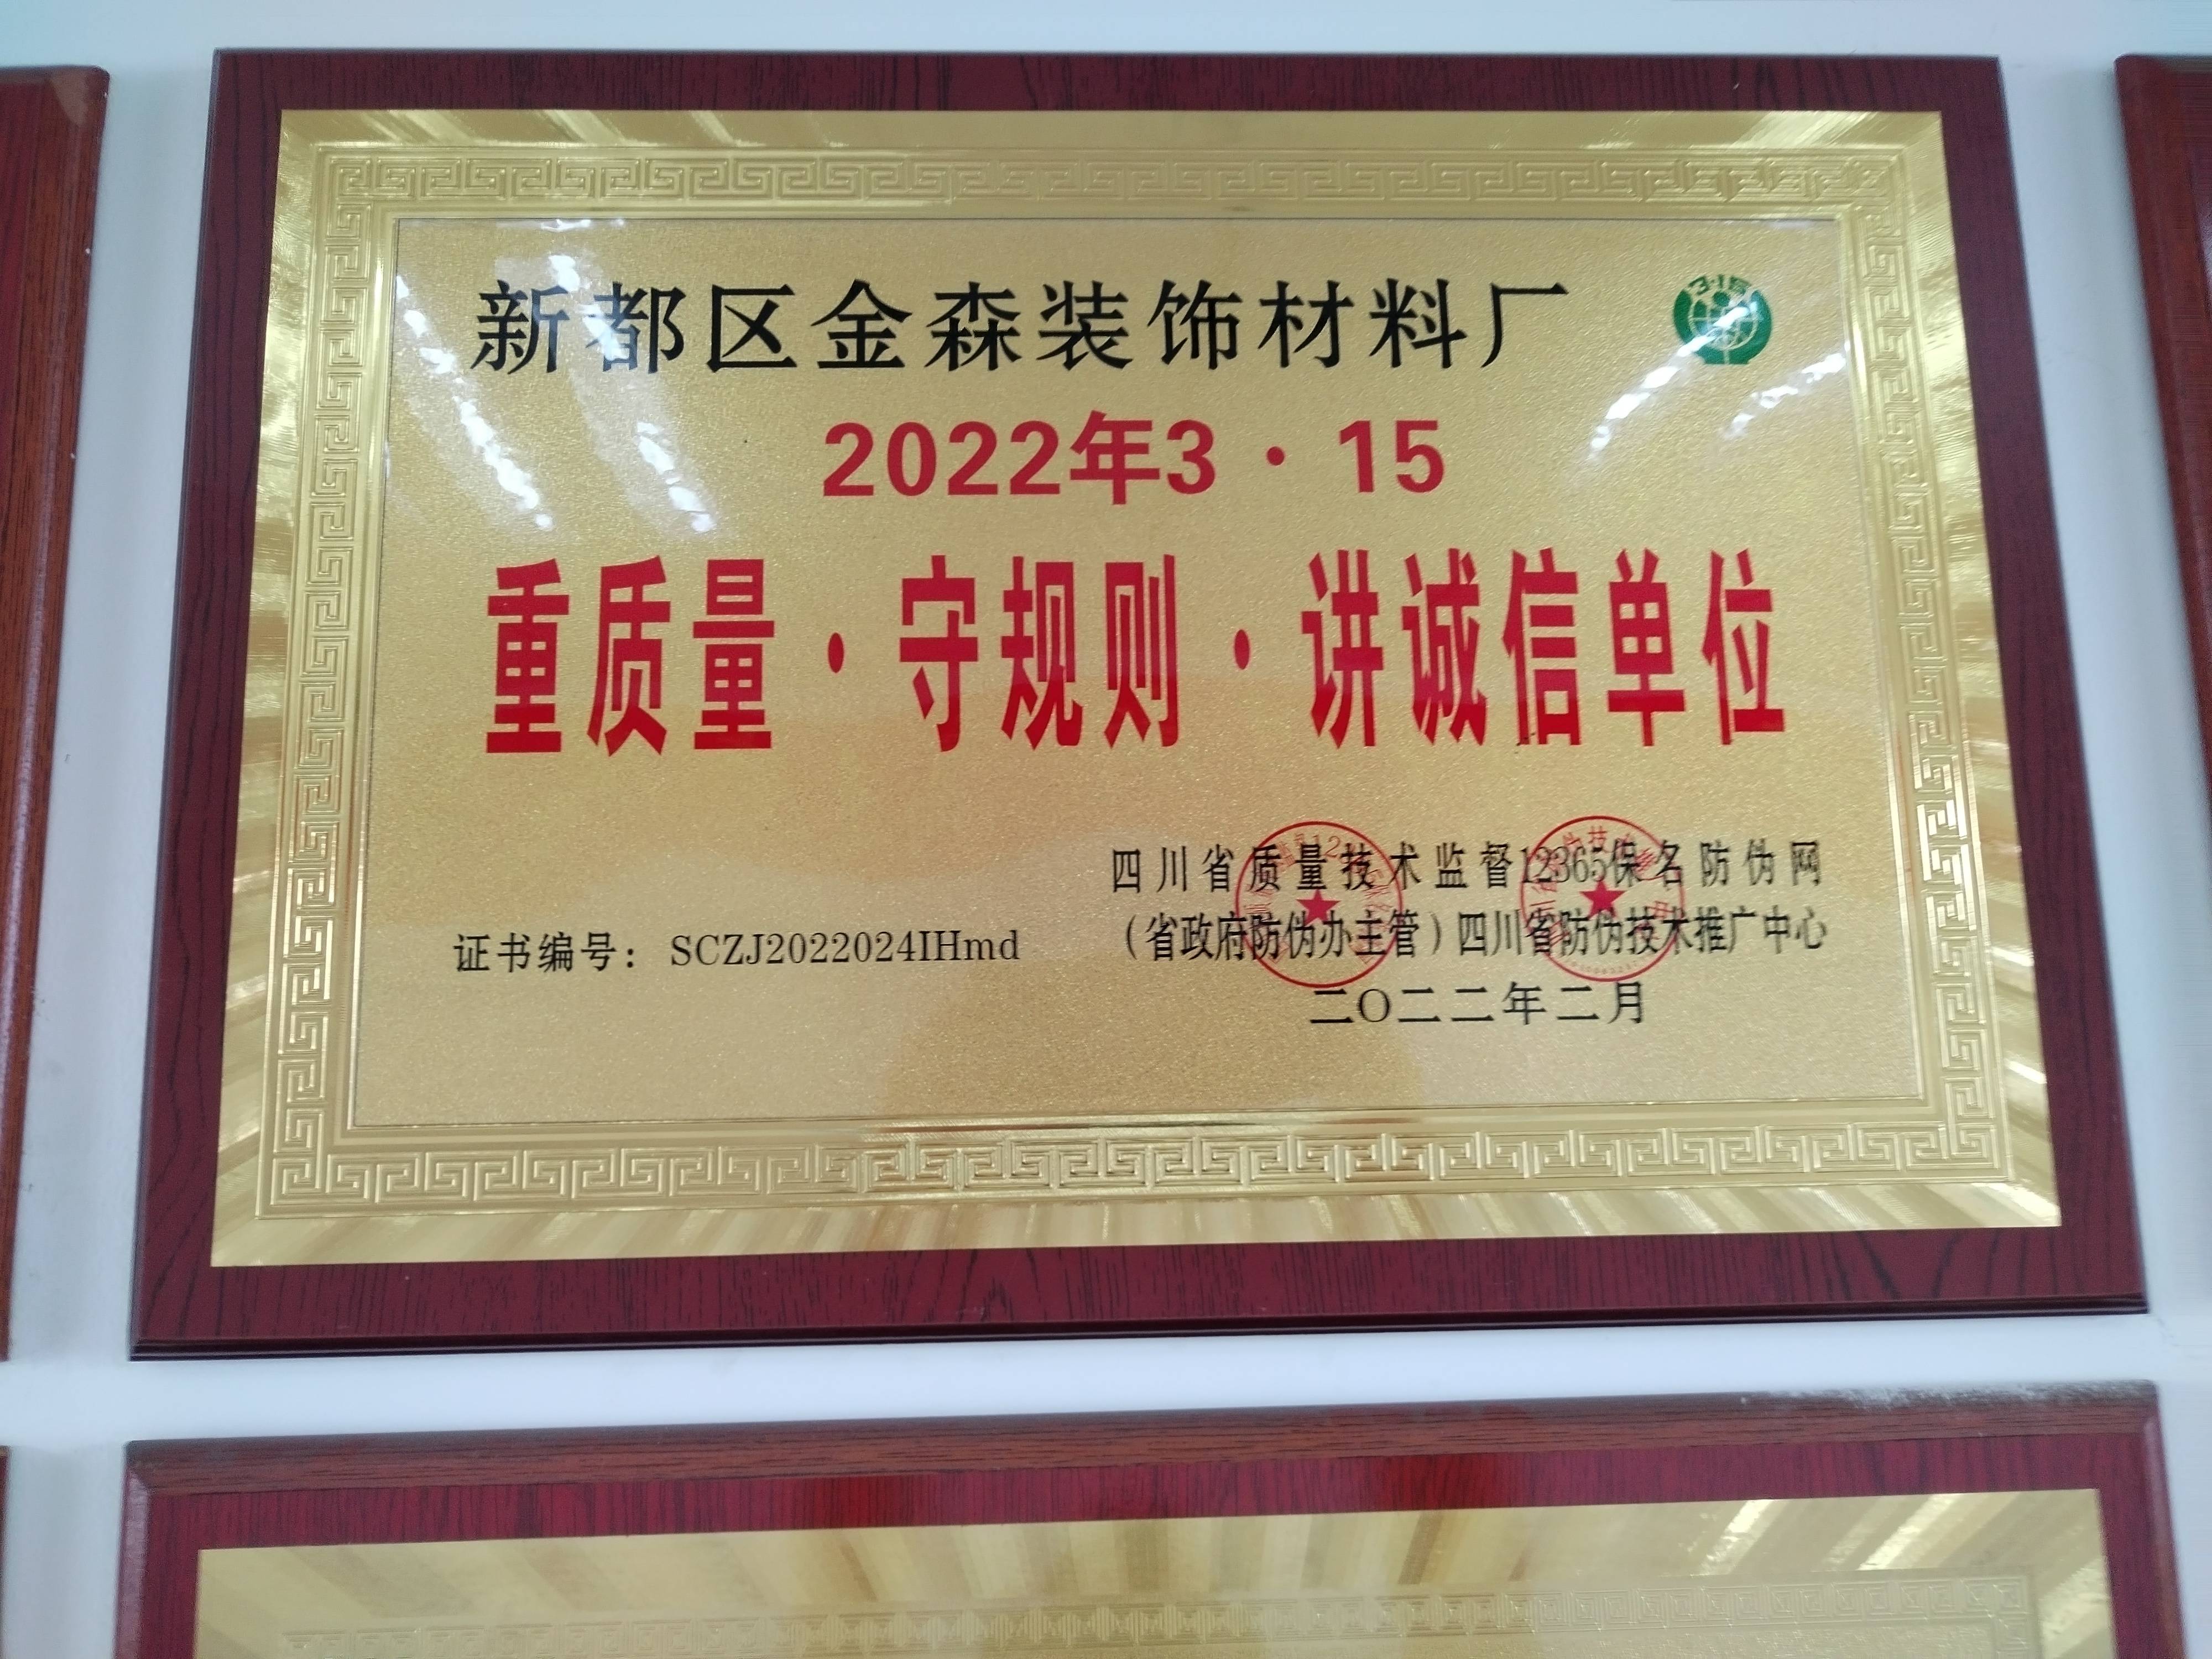 新都区金森装饰材料厂
3·15
2022年3·15
重质量·守规则·讲诚信单位
四川省质量技术监督12365保名防伪网
（省政府防伪办主管）四川省防伪技术推广中心
证书编号：SCZJ2022024IHmd
二〇二二年二月